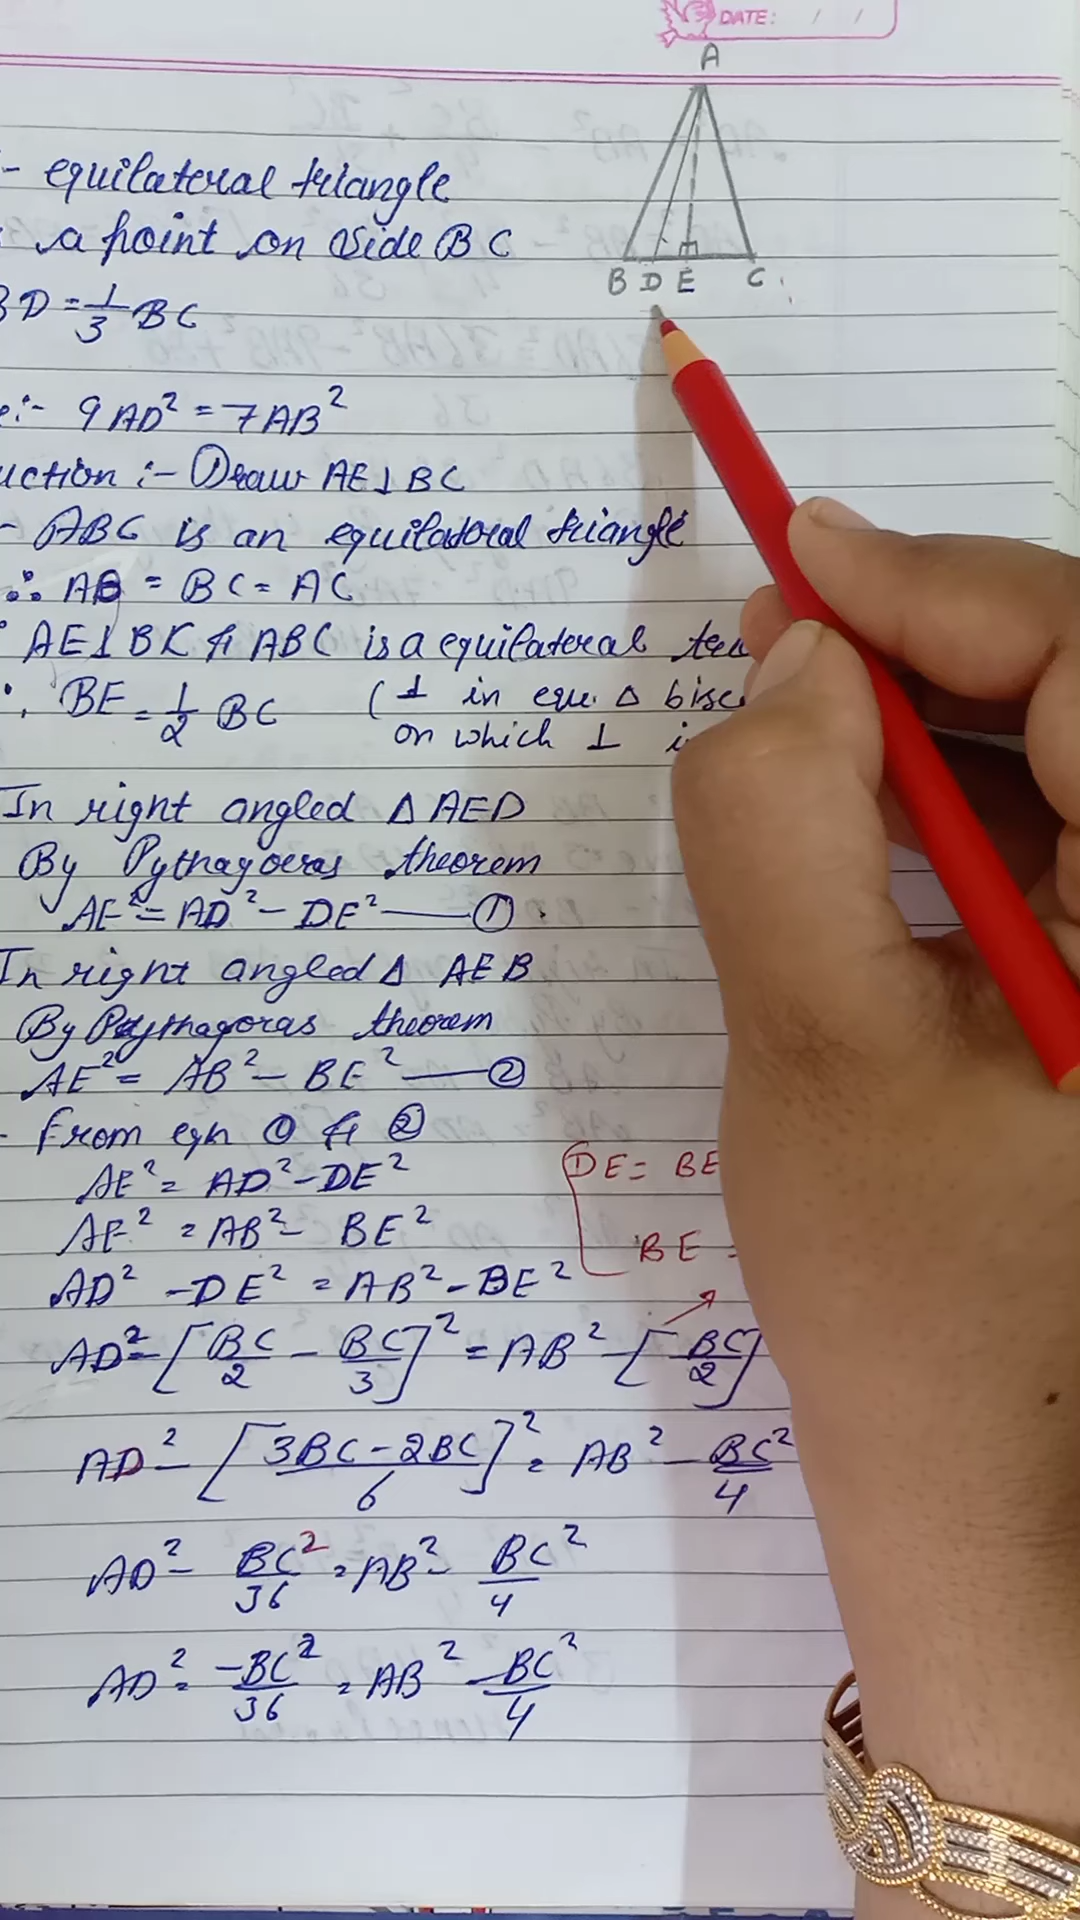 DATE: / /
A
:- equilateral triangle
: a point on side BC
B D E C
BD = 1/3 BC
:- 9AD² = 7AB²
uction :- Draw AE⊥BC
- ABC is an equilatoral triangle
∴ AB = BC = AC
AE⊥BC & ABC is a equilateral
∴ BE = 1/2 BC (⊥ in equ. Δ bisc
on which ⊥ i
In right angled Δ AED
By Pythagoeras theorem
AE² = AD² - DE² — ①
In right angled Δ AEB
By Pythagoras theorem
AE² = AB² - BE² — ②
- from eqn ① & ②
AE² = AD² - DE²
DE = BE
AE² = AB² - BE²
BE =
AD² - DE² = AB² - BE²
AD² - [BC/2 - BC/3]² = AB² - [BC/2]
AD² - [3BC - 2BC/6]² = AB² - BC²/4
AD² - BC²/36 = AB² - BC²/4
AD² = -BC²/36 = AB² - BC²/4